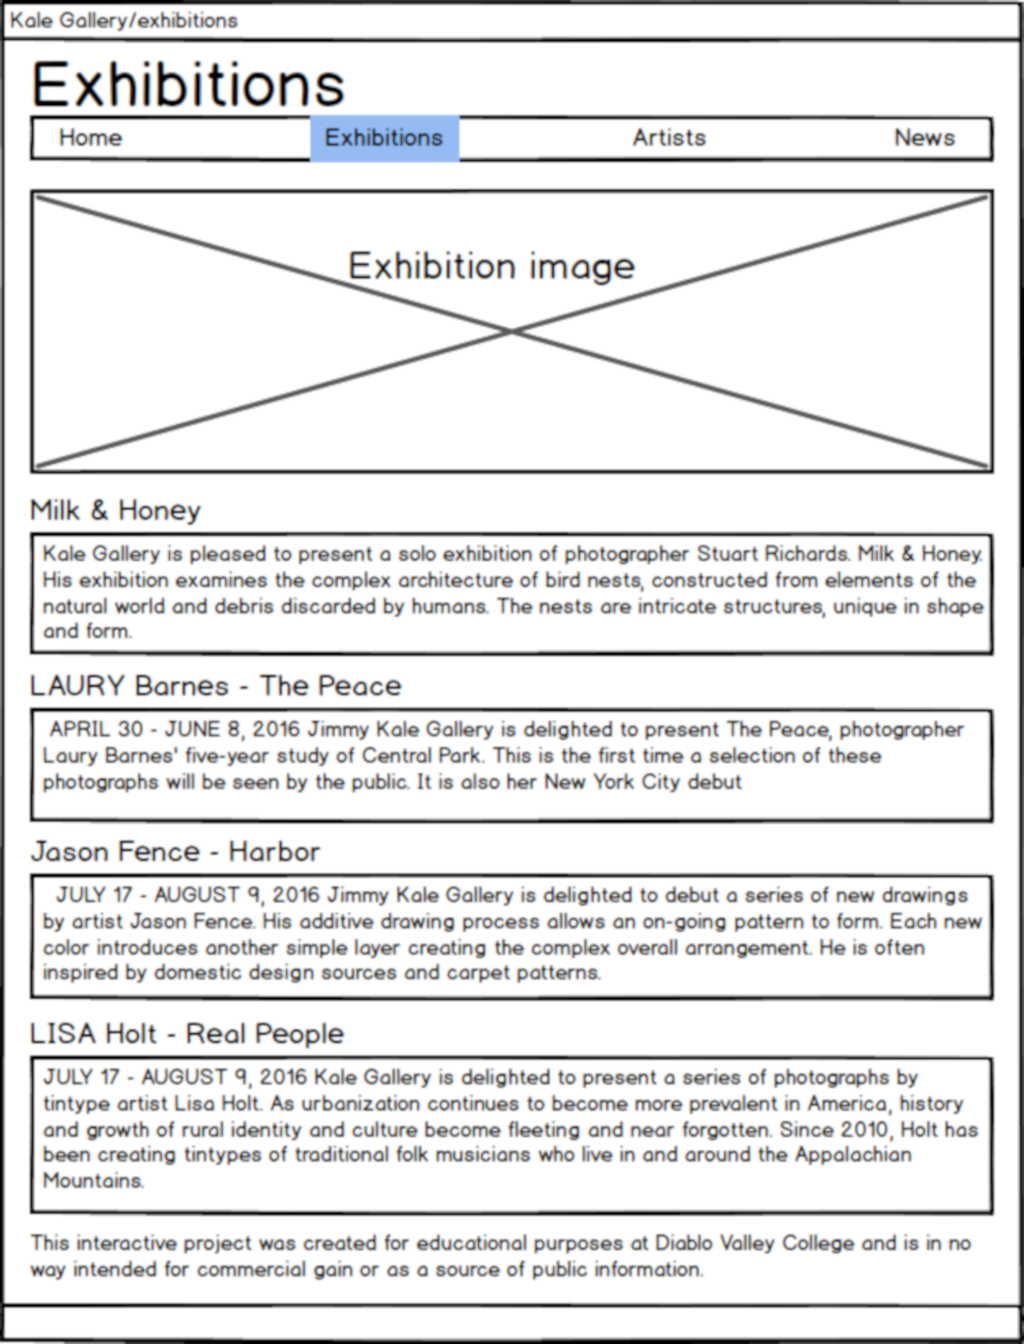 Kale Gallery/exhibitions
Exhibitions
Home Exhibitions Artists News
Exhibition image
Milk & Honey
Kale Gallery is pleased to present a solo exhibition of photographer Stuart Richards. Milk & Honey.
His exhibition examines the complex architecture of bird nests, constructed from elements of the
natural world and debris discarded by humans. The nests are intricate structures, unique in shape
and form.
LAURY Barnes - The Peace
APRIL 30 - JUNE 8, 2016 Jimmy Kale Gallery is delighted to present The Peace, photographer
Laury Barnes' five-year study of Central Park. This is the first time a selection of these
photographs will be seen by the public. It is also her New York City debut
Jason Fence - Harbor
JULY 17 - AUGUST 9, 2016 Jimmy Kale Gallery is delighted to debut a series of new drawings
by artist Jason Fence. His additive drawing process allows an on-going pattern to form. Each new
color introduces another simple layer creating the complex overall arrangement. He is often
inspired by domestic design sources and carpet patterns.
LISA Holt - Real People
JULY 17 - AUGUST 9, 2016 Kale Gallery is delighted to present a series of photographs by
tintype artist Lisa Holt. As urbanization continues to become more prevalent in America, history
and growth of rural identity and culture become fleeting and near forgotten. Since 2010, Holt has
been creating tintypes of traditional folk musicians who live in and around the Appalachian
Mountains.
This interactive project was created for educational purposes at Diablo Valley College and is in no
way intended for commercial gain or as a source of public information.